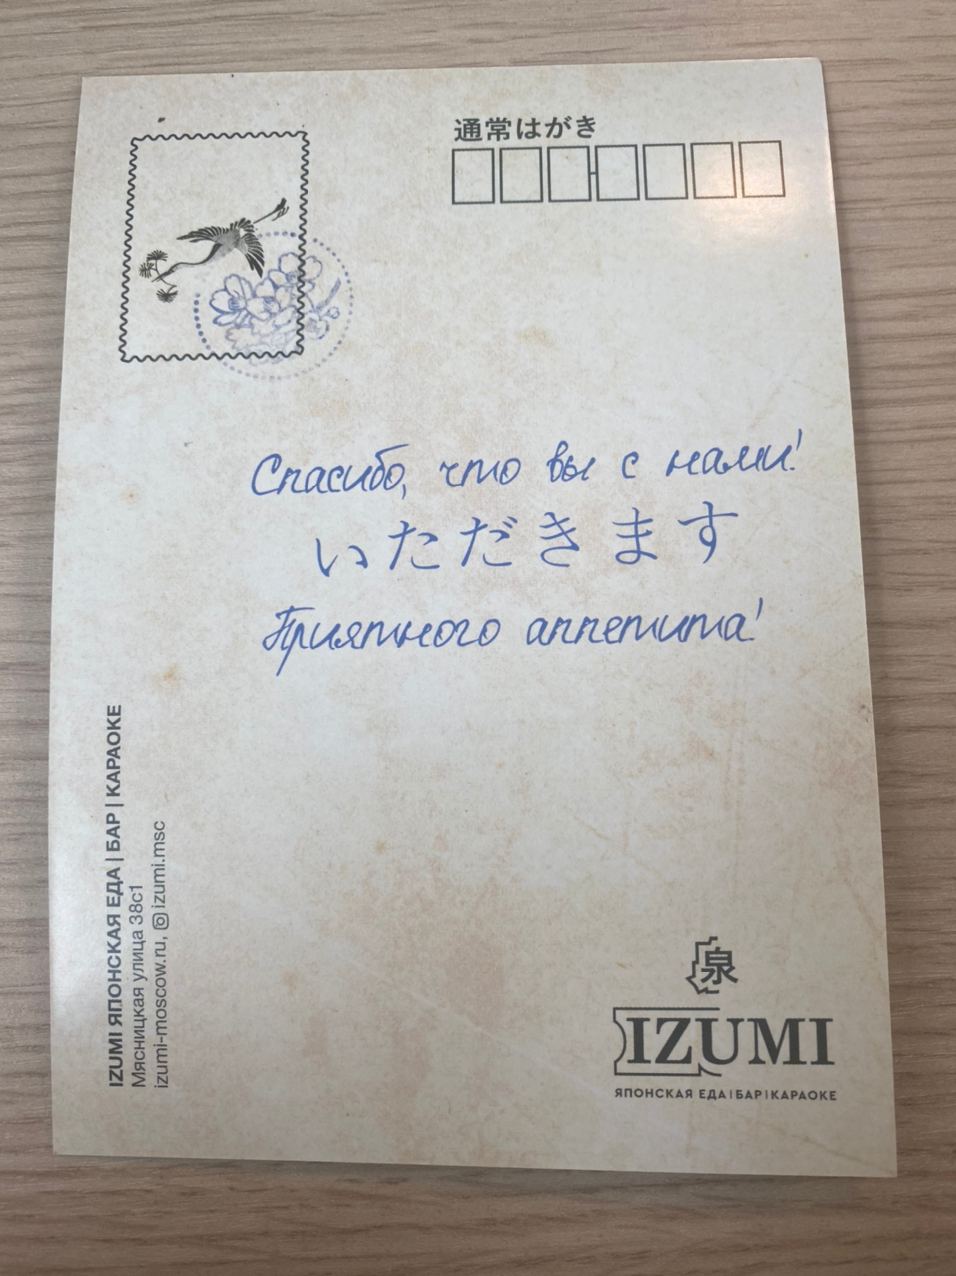 通常はがき
Спасибо, что вы с нами!
いただきます
Приятного аппетита!
IZUMI ЯПОНСКАЯ ЕДА | БАР | КАРАОКЕ
Мясницкая улица 38с1
izumi-moscow.ru, izumi.msc
泉
IZUMI
ЯПОНСКАЯ ЕДА | БАР | КАРАОКЕ